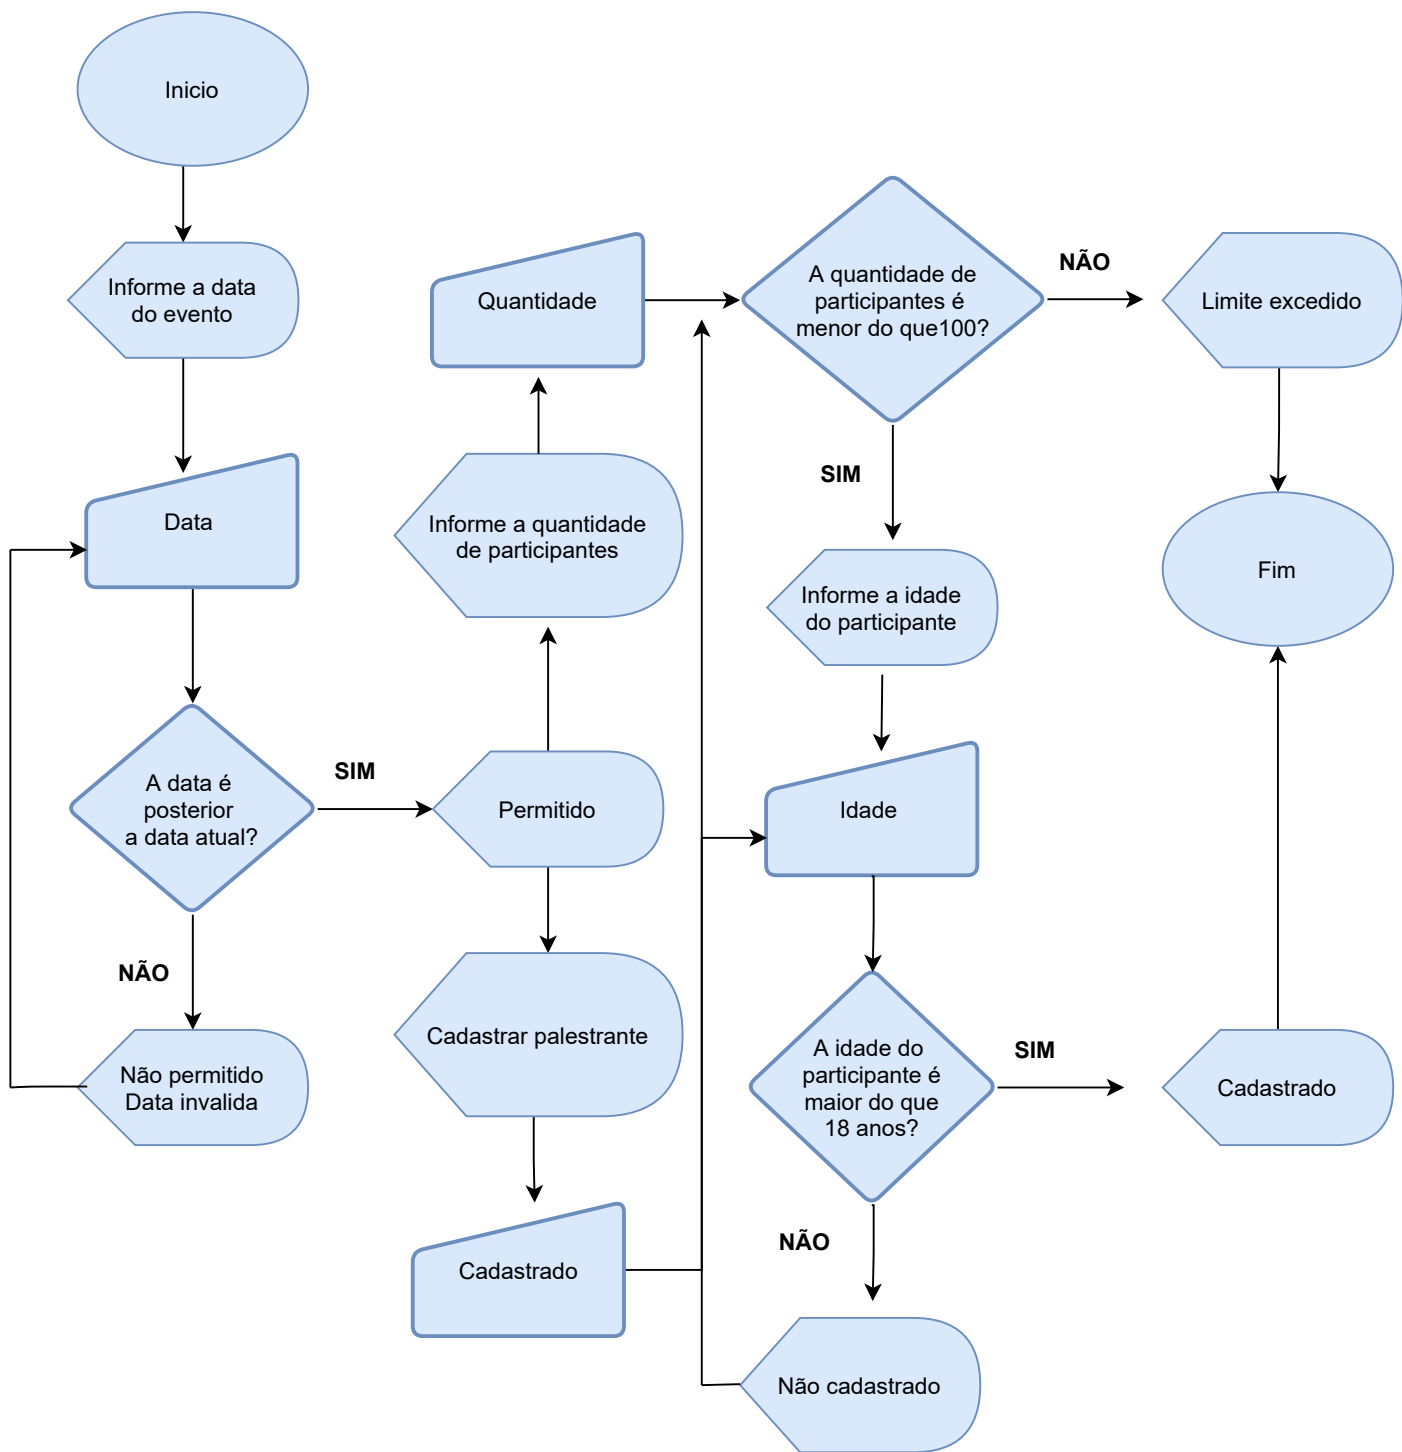 Inicio
Informe a data
do evento
Data
A data é
posterior
a data atual?
SIM
NÃO
Não permitido
Data invalida
Permitido
Informe a quantidade
de participantes
Quantidade
Cadastrar palestrante
Cadastrado
A quantidade de
participantes é
menor do que100?
NÃO
Limite excedido
SIM
Informe a idade
do participante
Idade
A idade do
participante é
maior do que
18 anos?
SIM
Cadastrado
NÃO
Não cadastrado
Fim